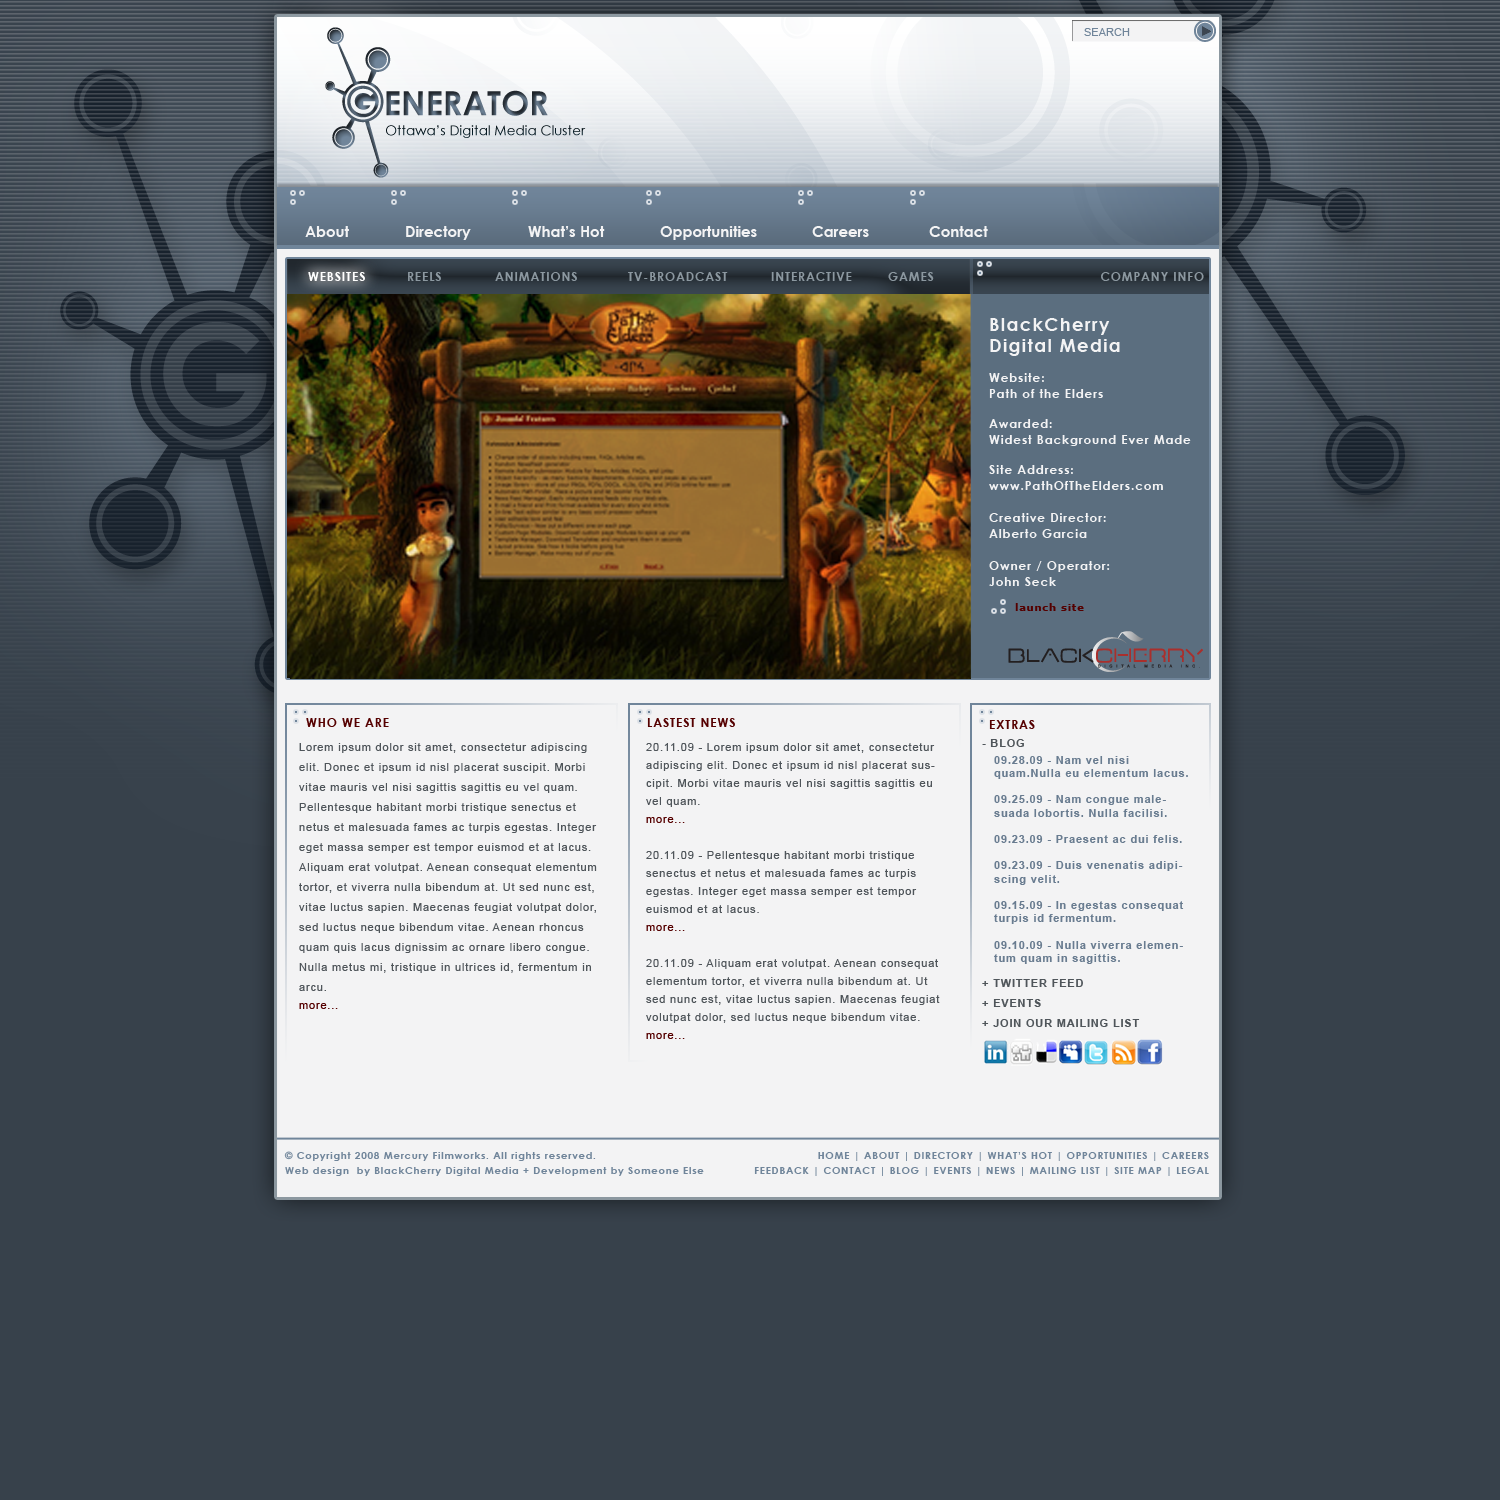 SEARCH
GENERATOR
Ottawa's Digital Media Cluster
About Directory What's Hot Opportunities Careers Contact
WEBSITES REELS ANIMATIONS TV-BROADCAST INTERACTIVE GAMES COMPANY INFO
Path
Elders
Joomla! Features
BlackCherry
Digital Media
Website:
Path of the Elders
Awarded:
Widest Background Ever Made
Site Address:
www.PathOfTheElders.com
Creative Director:
Alberto Garcia
Owner / Operator:
John Seck
launch site
BLACKCHERRY
DIGITAL MEDIA INC
WHO WE ARE
Lorem ipsum dolor sit amet, consectetur adipiscing
elit. Donec et ipsum id nisl placerat suscipit. Morbi
vitae mauris vel nisi sagittis sagittis eu vel quam.
Pellentesque habitant morbi tristique senectus et
netus et malesuada fames ac turpis egestas. Integer
eget massa semper est tempor euismod et at lacus.
Aliquam erat volutpat. Aenean consequat elementum
tortor, et viverra nulla bibendum at. Ut sed nunc est,
vitae luctus sapien. Maecenas feugiat volutpat dolor,
sed luctus neque bibendum vitae. Aenean rhoncus
quam quis lacus dignissim ac ornare libero congue.
Nulla metus mi, tristique in ultrices id, fermentum in
arcu.
more...
LASTEST NEWS
20.11.09 - Lorem ipsum dolor sit amet, consectetur
adipiscing elit. Donec et ipsum id nisl placerat sus-
cipit. Morbi vitae mauris vel nisi sagittis sagittis eu
vel quam.
more...
20.11.09 - Pellentesque habitant morbi tristique
senectus et netus et malesuada fames ac turpis
egestas. Integer eget massa semper est tempor
euismod et at lacus.
more...
20.11.09 - Aliquam erat volutpat. Aenean consequat
elementum tortor, et viverra nulla bibendum at. Ut
sed nunc est, vitae luctus sapien. Maecenas feugiat
volutpat dolor, sed luctus neque bibendum vitae.
more...
EXTRAS
- BLOG
09.28.09 - Nam vel nisi
quam.Nulla eu elementum lacus.
09.25.09 - Nam congue male-
suada lobortis. Nulla facilisi.
09.23.09 - Praesent ac dui felis.
09.23.09 - Duis venenatis adipi-
scing velit.
09.15.09 - In egestas consequat
turpis id fermentum.
09.10.09 - Nulla viverra elemen-
tum quam in sagittis.
+ TWITTER FEED
+ EVENTS
+ JOIN OUR MAILING LIST
© Copyright 2008 Mercury Filmworks. All rights reserved.
Web design by BlackCherry Digital Media + Development by Someone Else
HOME | ABOUT | DIRECTORY | WHAT'S HOT | OPPORTUNITIES | CAREERS
FEEDBACK | CONTACT | BLOG | EVENTS | NEWS | MAILING LIST | SITE MAP | LEGAL